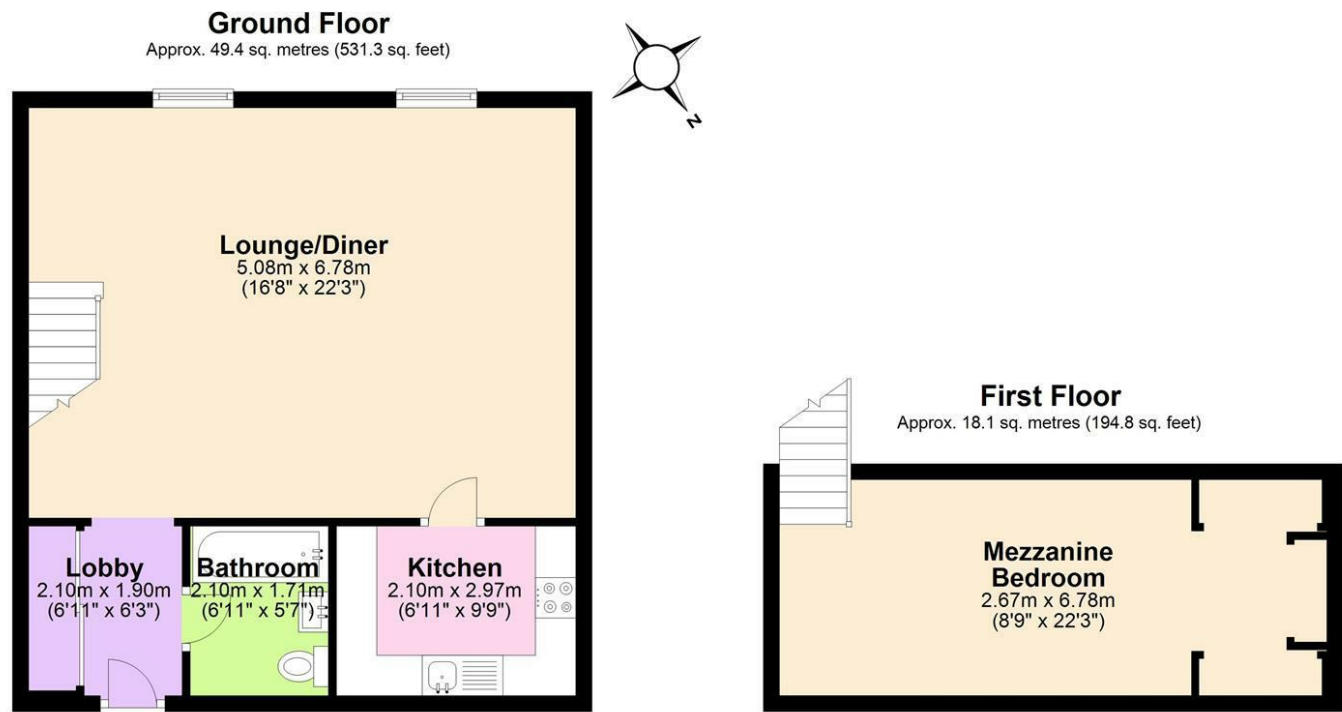 Ground Floor
Approx. 49.4 sq. metres (531.3 sq. feet)
N
Lounge/Diner
5.08m x 6.78m
(16'8" x 22'3")
Lobby
2.10m x 1.90m
(6'11" x 6'3")
Bathroom
2.10m x 1.71m
(6'11" x 5'7")
Kitchen
2.10m x 2.97m
(6'11" x 9'9")
First Floor
Approx. 18.1 sq. metres (194.8 sq. feet)
Mezzanine
Bedroom
2.67m x 6.78m
(8'9" x 22'3")